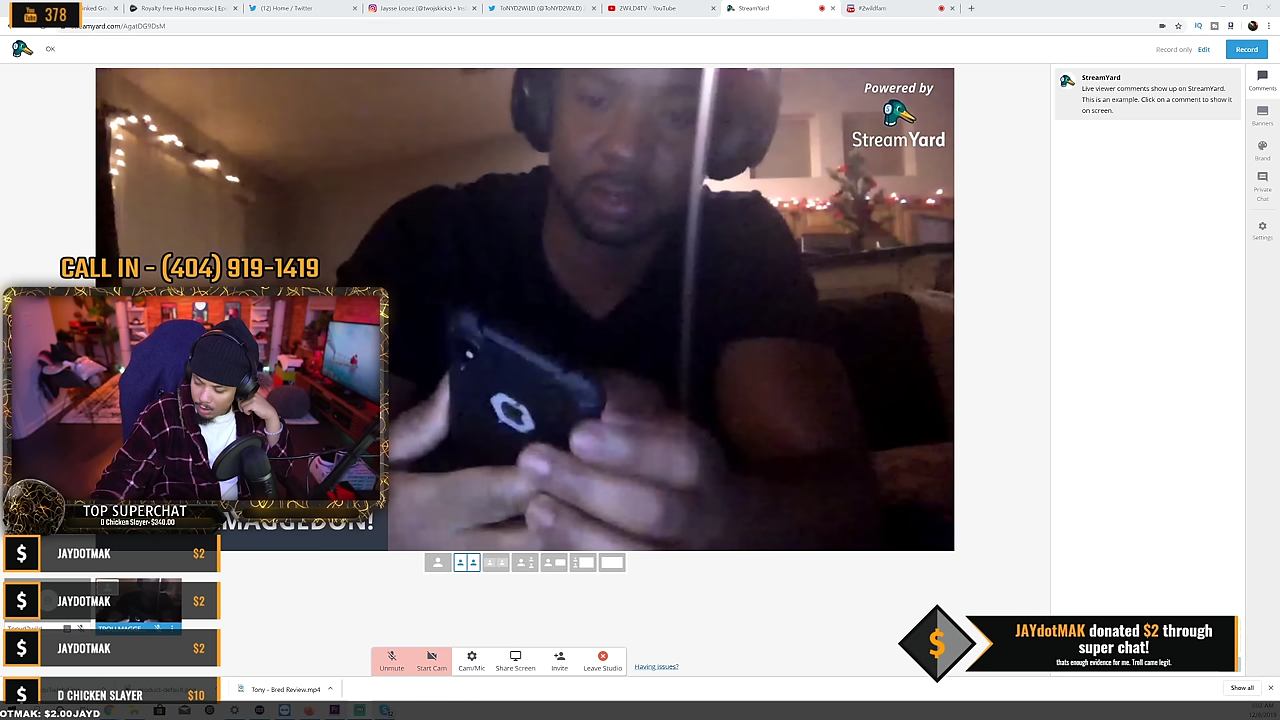 378
Royalty free Hip Hop music | Ep
(12) Home / Twitter
Jaysse Lopez (@twojskicks) • Ins
ToNYD2WiLD (@ToNYD2WiLD)
2WiLD4TV - YouTube
StreamYard
#2wildfam
streamyard.com/AgatDG9DsM
OK
Record only
Edit
Record
Powered by
StreamYard
StreamYard
Live viewer comments show up on StreamYard.
This is an example. Click on a comment to show it
on screen.
Comments
Banners
Brand
Private
Chat
Settings
CALL IN - (404) 919-1419
TOP SUPERCHAT
D Chicken Slayer- $340.00
MAGGEDON!
$ JAYDOTMAK $2
$ JAYDOTMAK $2
$ JAYDOTMAK $2
$ D CHICKEN SLAYER $10
JAYdotMAK donated $2 through
super chat!
thats enough evidence for me. Troll came legit.
Unmute
Start Cam
Cam/Mic
Share Screen
Invite
Leave Studio
Having issues?
Tony - Bred Review.mp4
Show all
OTMAK: $2.00JAYD